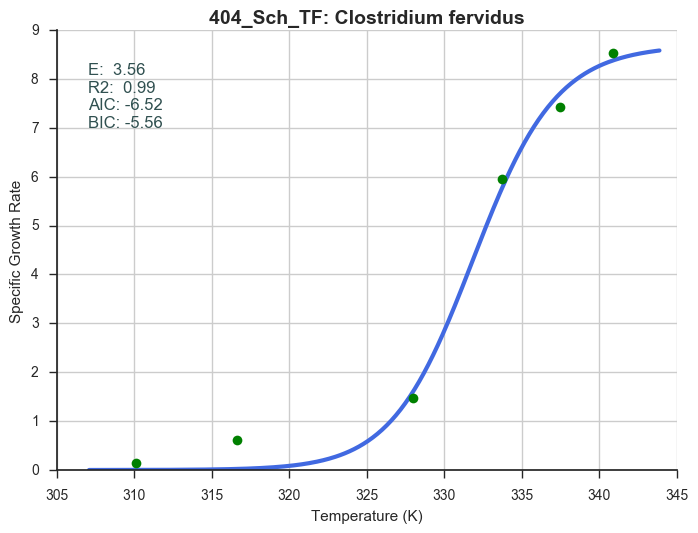 404_Sch_TF: Clostridium fervidus
E:  3.56
R2:  0.99
AIC: -6.52
BIC: -5.56
Specific Growth Rate
9
8
7
6
5
4
3
2
1
0
305 310 315 320 325 330 335 340 345
Temperature (K)